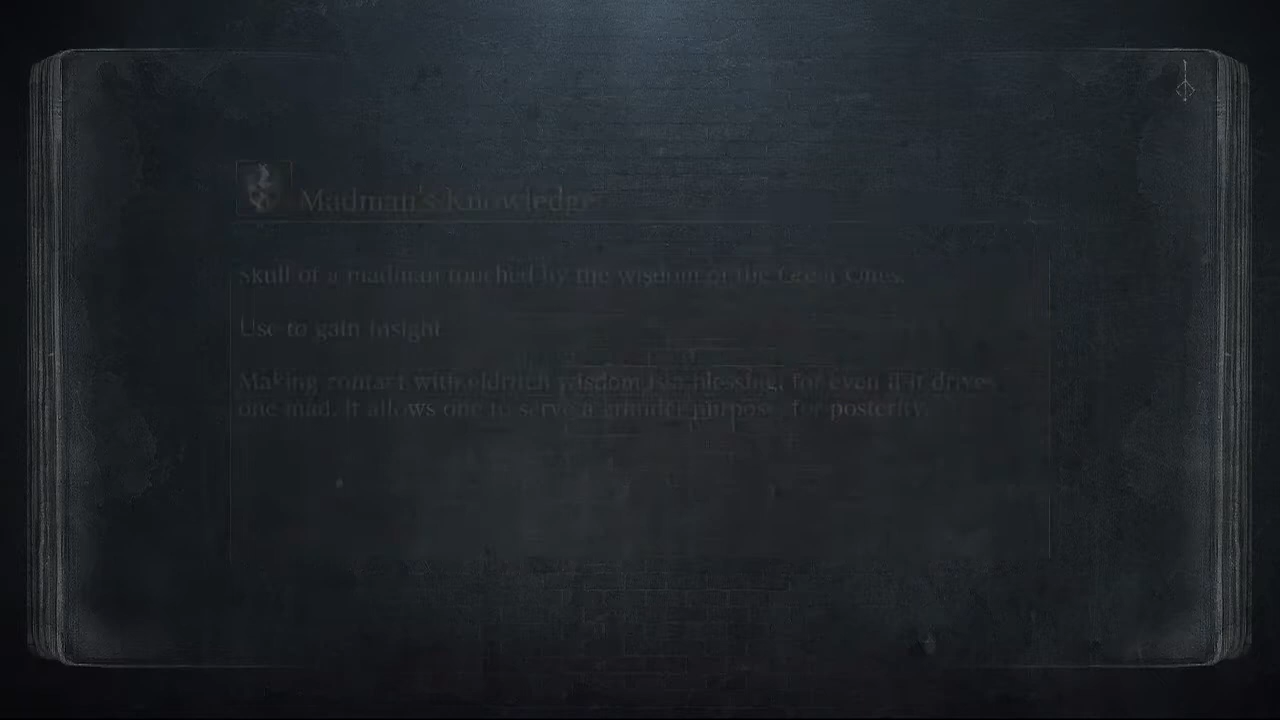 Madman's Knowledge
Skull of a madman touched by the wisdom of the Great Ones.
Use to gain Insight
Making contact with eldritch wisdom is a blessing, for even if it drives
one mad, it allows one to serve a grander purpose, for posterity.